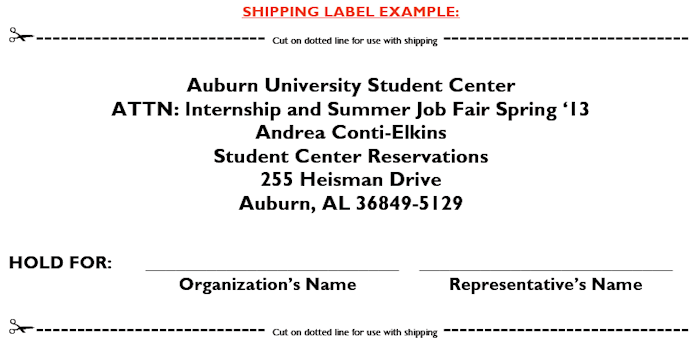 SHIPPING LABEL EXAMPLE:
Cut on dotted line for use with shipping
Auburn University Student Center
ATTN: Internship and Summer Job Fair Spring ‘13
Andrea Conti-Elkins
Student Center Reservations
255 Heisman Drive
Auburn, AL 36849-5129
HOLD FOR:
Organization’s Name Representative’s Name
Cut on dotted line for use with shipping